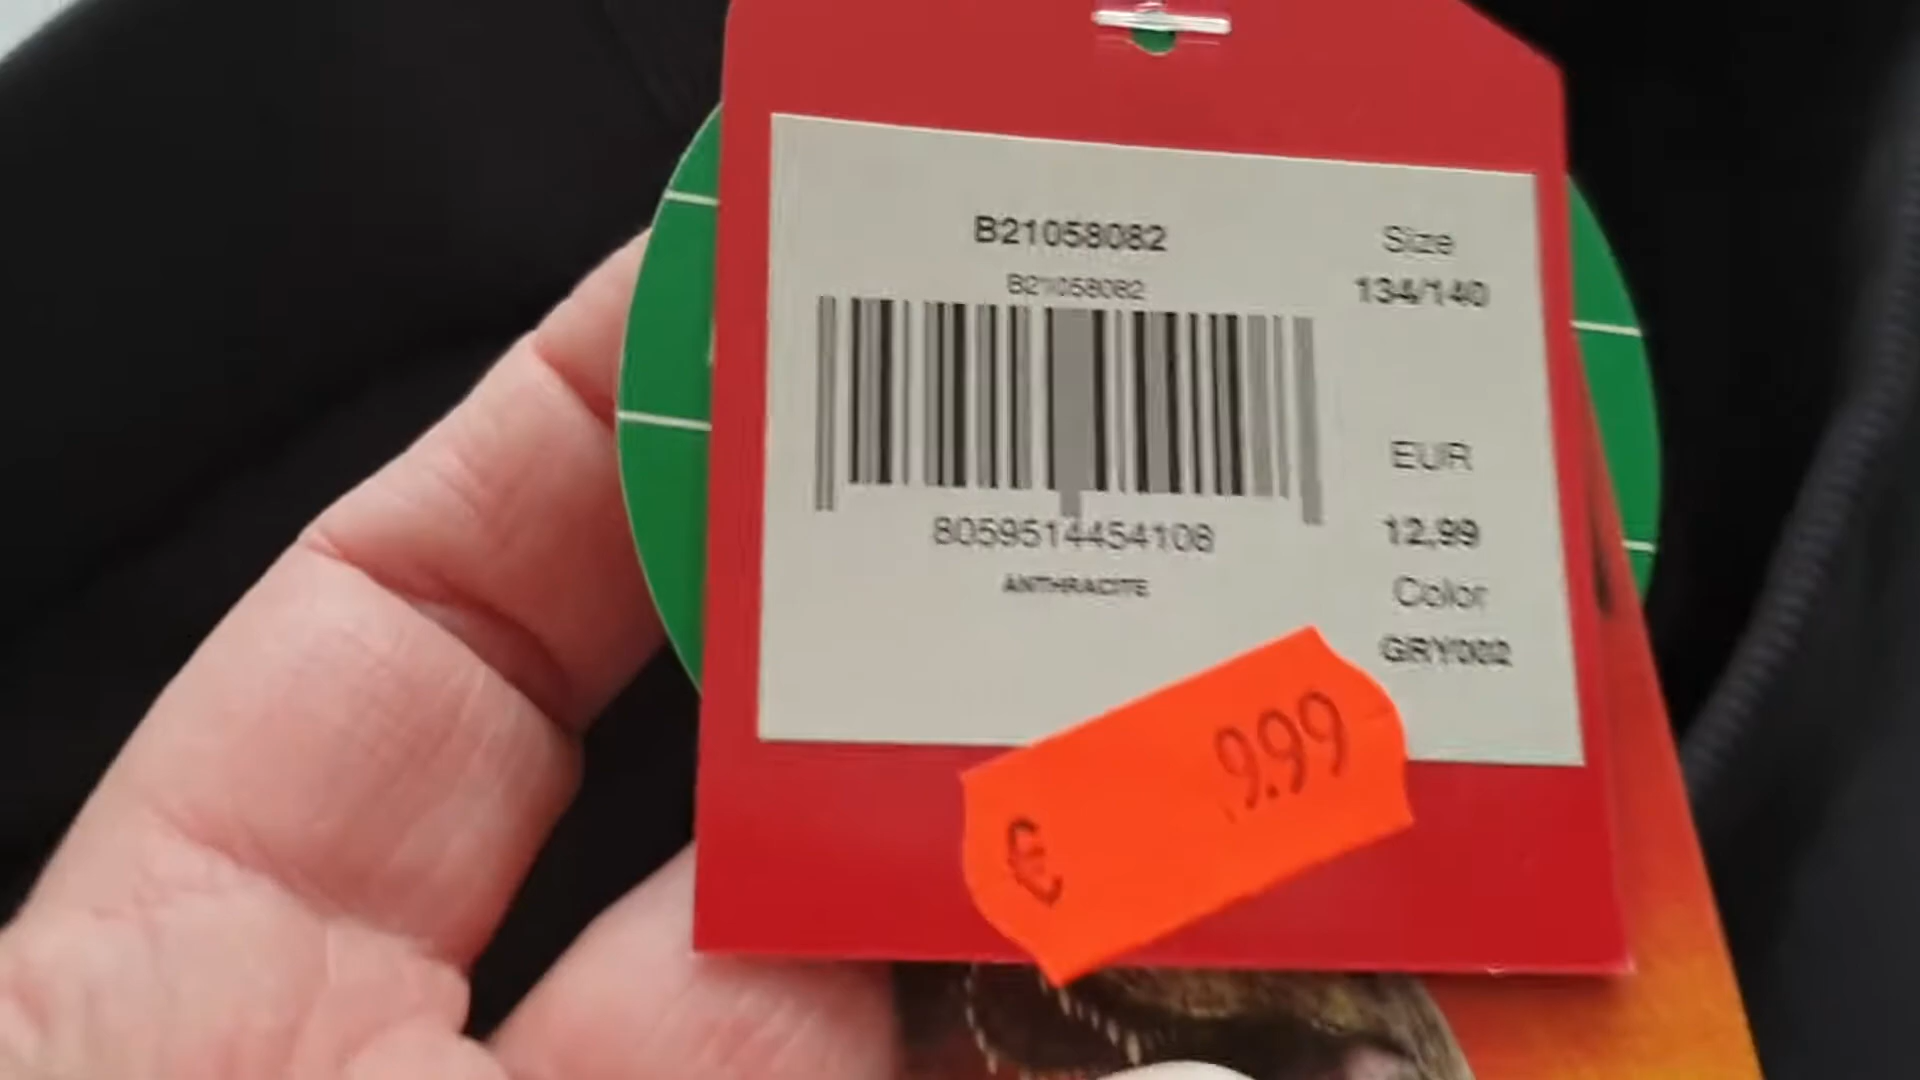 B21058082
B21058082
Size
134/140
8059514454108
ANTHRACITE
EUR
12,99
Color
GRY002
€ 9.99